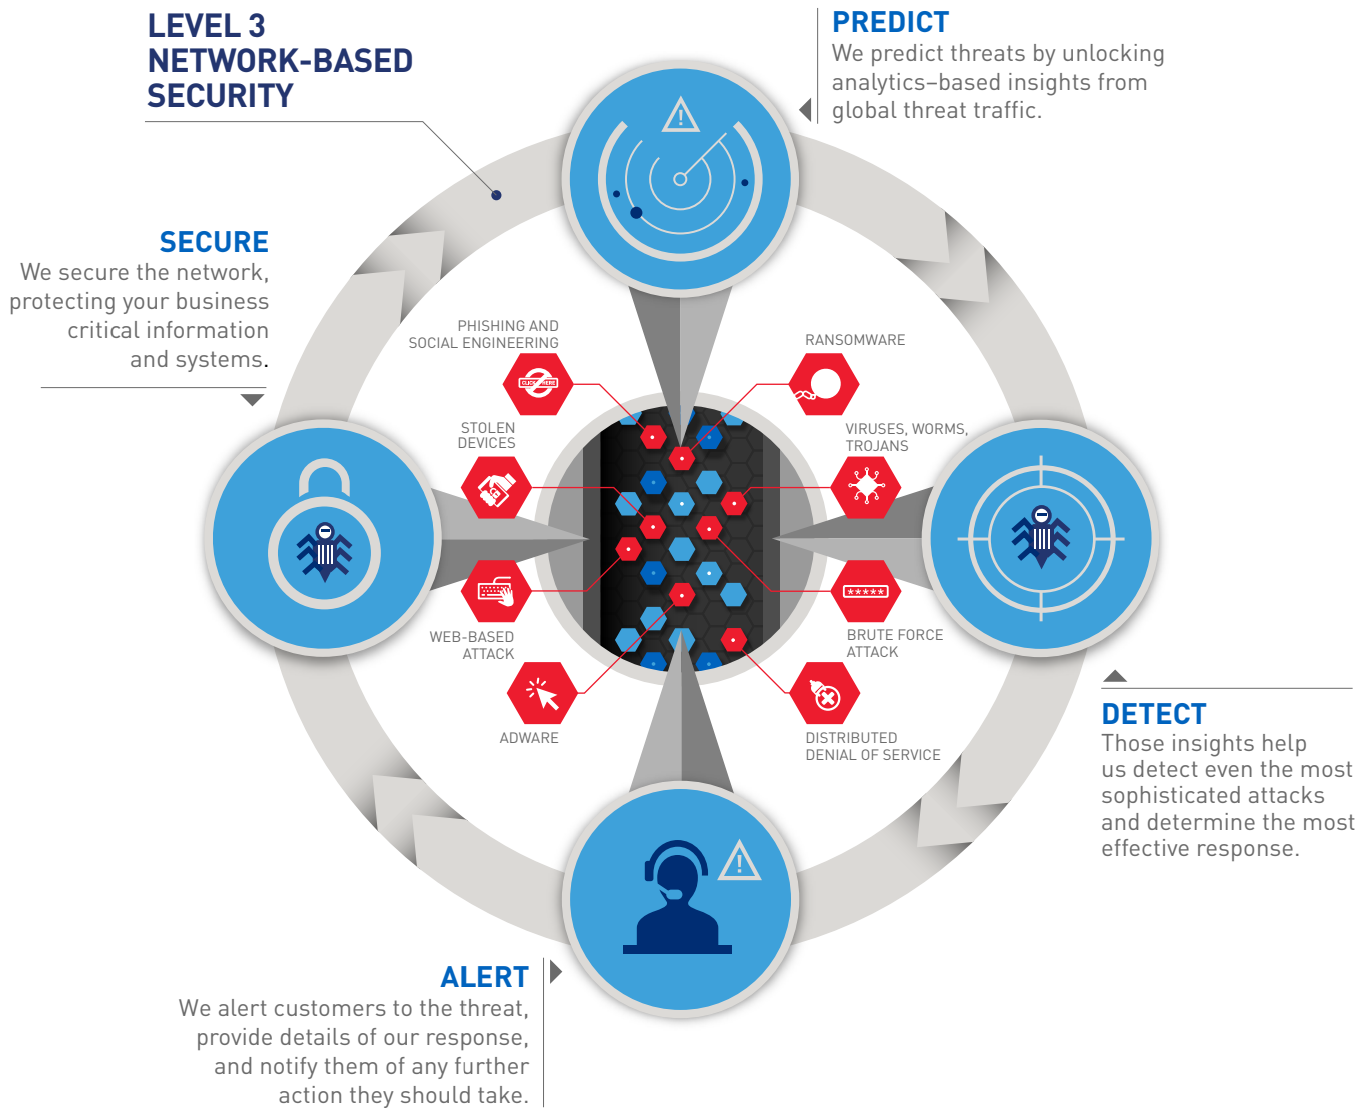 LEVEL 3
NETWORK-BASED
SECURITY
PREDICT
We predict threats by unlocking
analytics–based insights from
global threat traffic.
SECURE
We secure the network,
protecting your business
critical information
and systems.
PHISHING AND
SOCIAL ENGINEERING
CLICK HERE
RANSOMWARE
STOLEN
DEVICES
VIRUSES, WORMS,
TROJANS
WEB-BASED
ATTACK
*****
BRUTE FORCE
ATTACK
ADWARE
DISTRIBUTED
DENIAL OF SERVICE
DETECT
Those insights help
us detect even the most
sophisticated attacks
and determine the most
effective response.
ALERT
We alert customers to the threat,
provide details of our response,
and notify them of any further
action they should take.